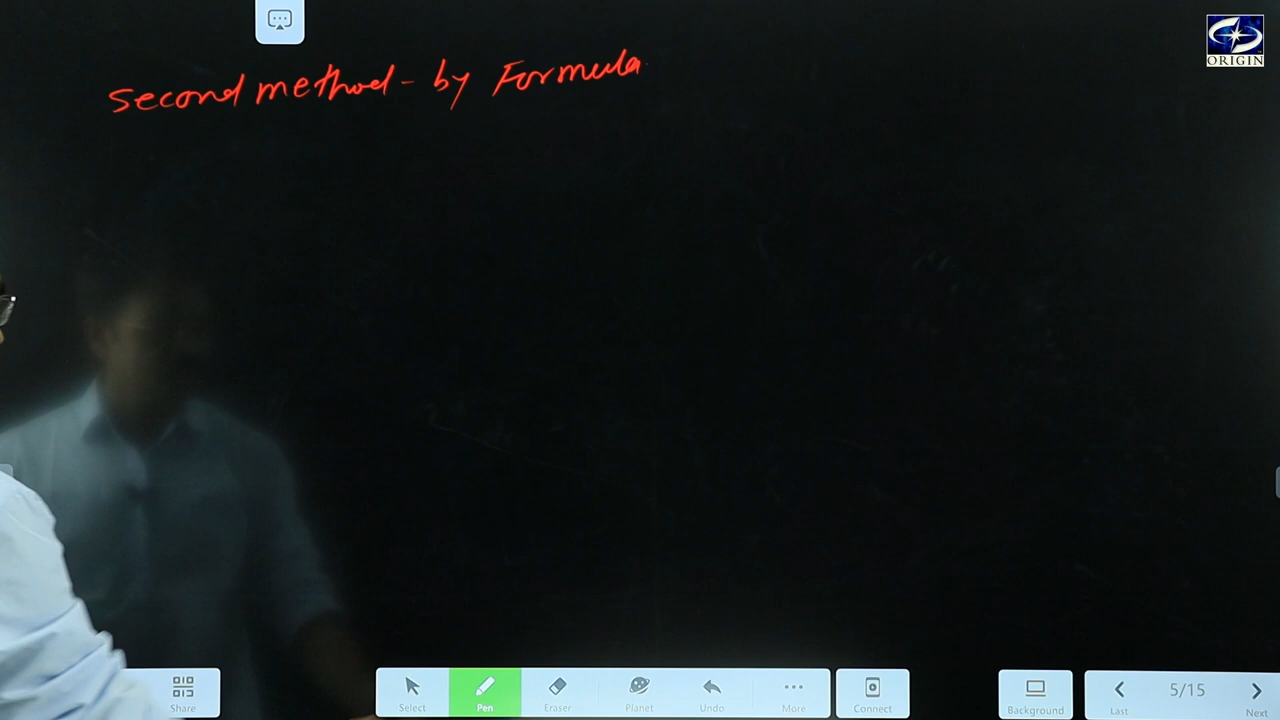 ORIGIN
second method - by Formula
Share
Select
Pen
Eraser
Planet
Undo
More
Connect
Background
Last
5/15
Next